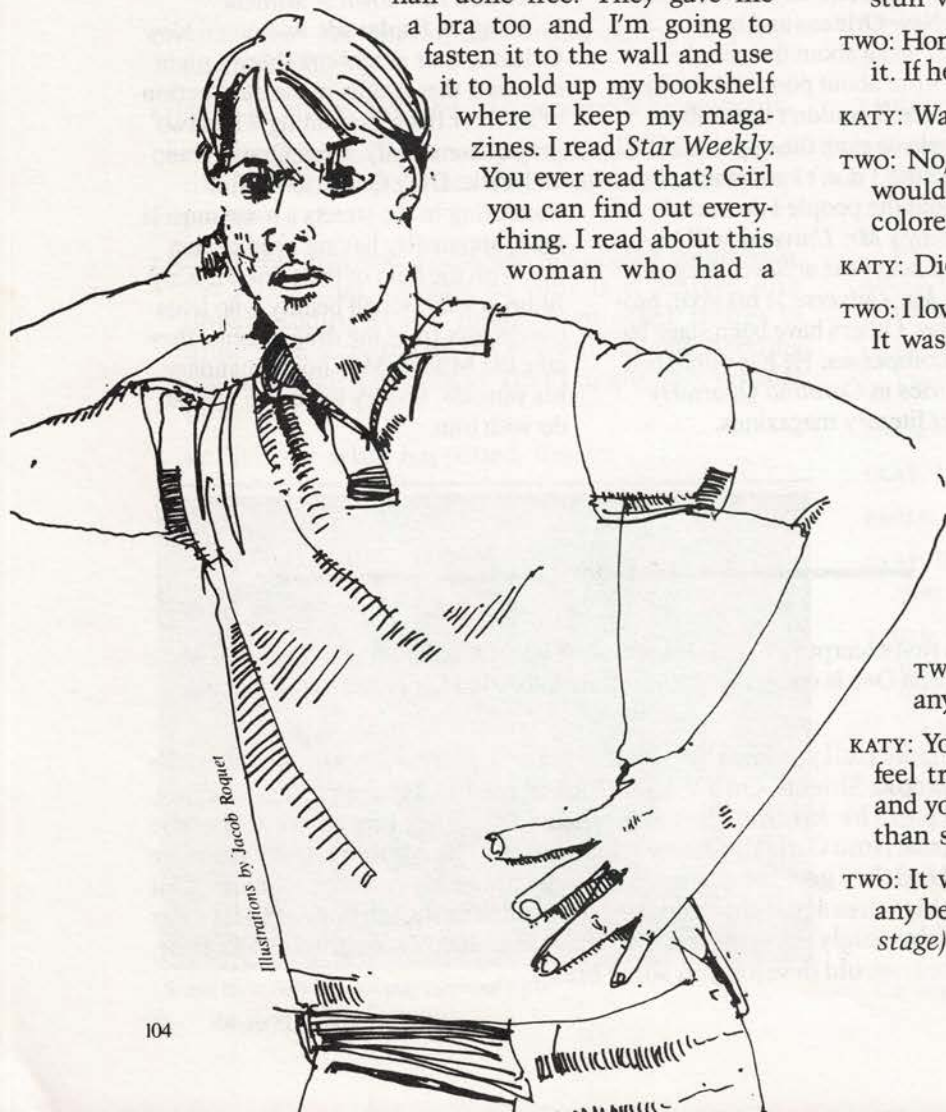 a bra too and I'm going to
fasten it to the wall and use
it to hold up my bookshelf
where I keep my maga-
zines. I read Star Weekly.
You ever read that? Girl
you can find out every-
thing. I read about this
woman who had a
TWO: Hon
it. If he
KATY: Wa
TWO: No,
would
colore
KATY: Did
TWO: I lov
It was
TW
any
KATY: Yo
feel tr
and yo
than s
TWO: It v
any be
stage)
Illustrations by Jacob Roquet
104